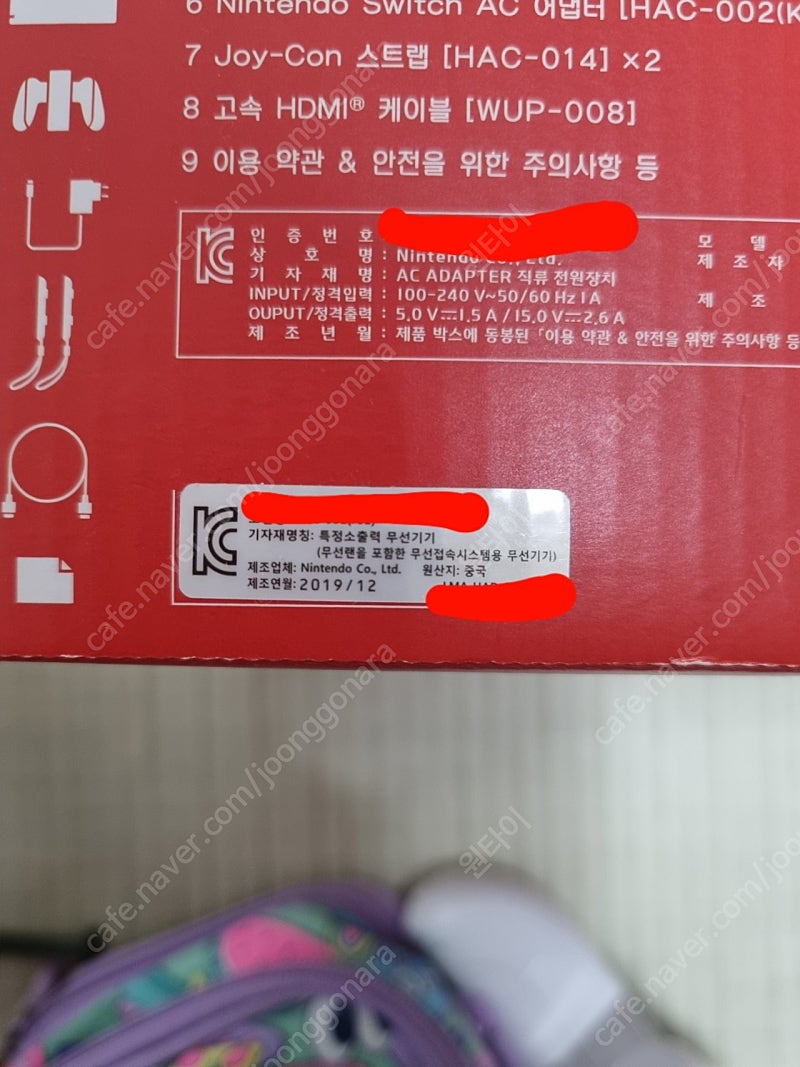 6 Nintendo Switch AC 어댑터 [HAC-002(K
7 Joy-Con 스트랩 [HAC-014] ×2
8 고속 HDMI® 케이블 [WUP-008]
9 이용 약관 & 안전을 위한 주의사항 등
인 증 번 호
모 델
상 호 명 : Nintendo Co., Ltd.
제 조 자
기 자 재 명 : AC ADAPTER 직류 전원장치
INPUT/정격입력 : 100-240 V~50/60 Hz 1A
제 조
OUPUT/정격출력 : 5.0 V⎓1.5 A / 15.0 V⎓2.6 A
제 조 년 월 : 제품 박스에 동봉된 「이용 약관 & 안전을 위한 주의사항 등
기자재명칭: 특정소출력 무선기기
(무선랜을 포함한 무선접속시스템용 무선기기)
제조업체: Nintendo Co., Ltd. 원산지: 중국
제조연월: 2019/12
cafe.naver.com/joonggonara
원타이